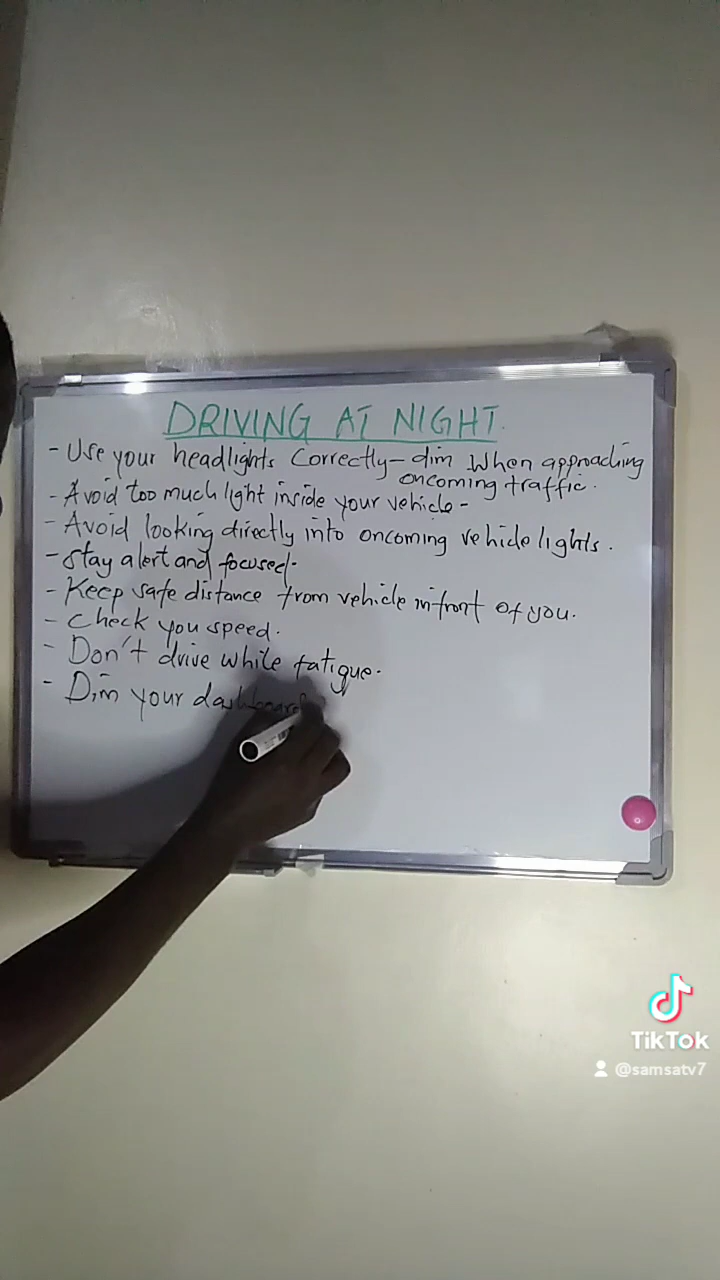 DRIVING AT NIGHT.
- Use your headlights correctly - dim when approaching
oncoming traffic.
- Avoid too much light inside your vehicle -
- Avoid looking directly into oncoming vehicle lights.
- Stay alert and focused.
- Keep safe distance from vehicle infront of you.
- Check you speed.
- Don't drive while fatigue.
- Dim your dashboard
TikTok
@samsatv7